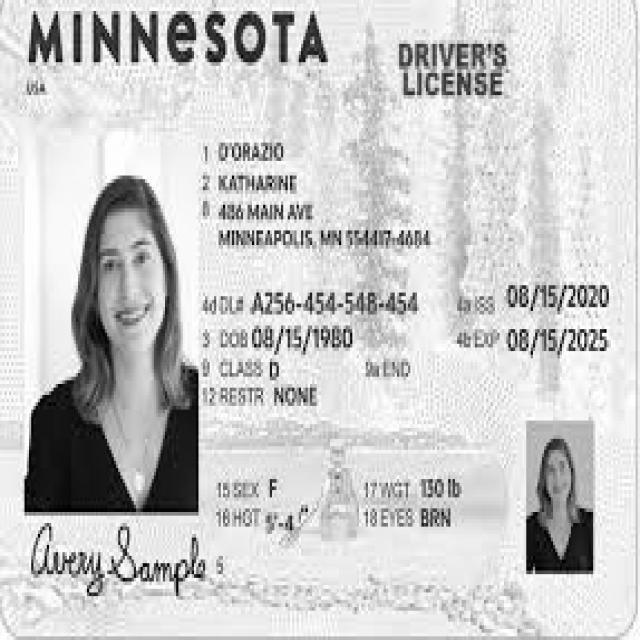 MINNESOTA
USA
DRIVER'S
LICENSE
1 D'ORAZIO
2 KATHARINE
8 486 MAIN AVE
MINNEAPOLIS, MN 554417-4684
4d DL# A256-454-548-454
4a ISS 08/15/2020
3 DOB 08/15/1980
4b EXP 08/15/2025
9 CLASS D
9a END
12 RESTR NONE
15 SEX F
17 WGT 130 lb
16 HGT 5'-4"
18 EYES BRN
Avery Sample 5